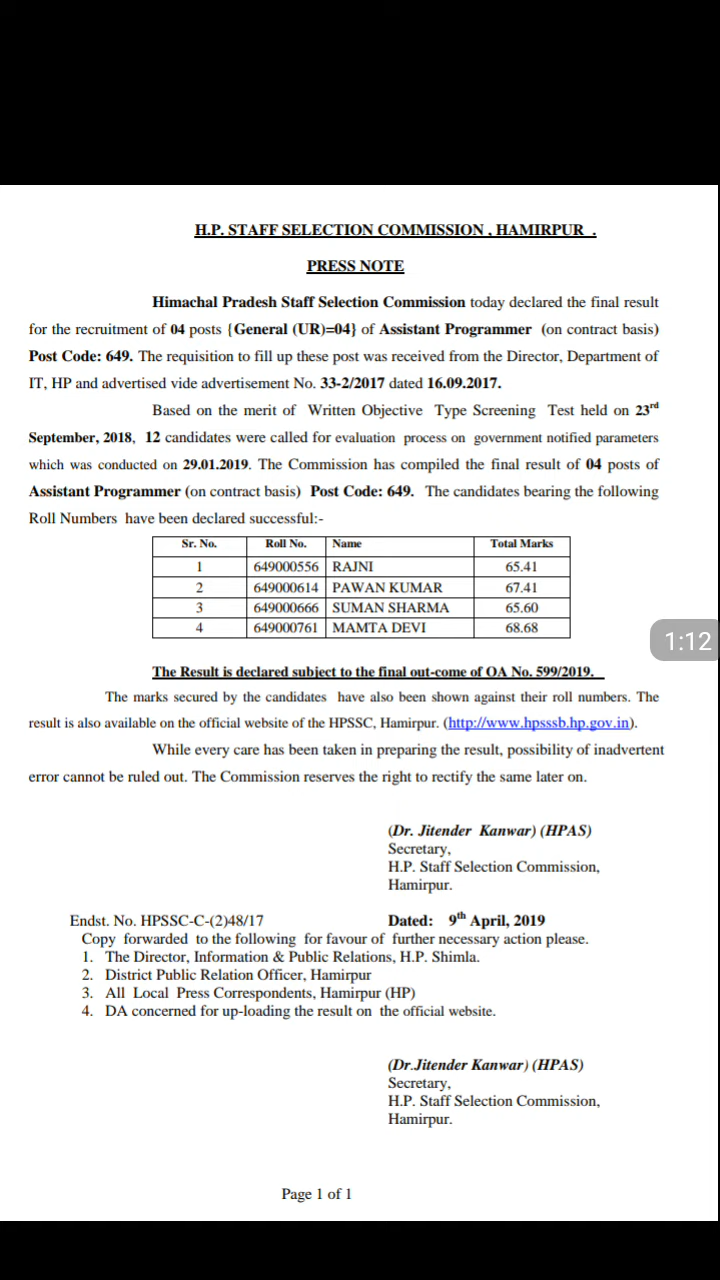 H.P. STAFF SELECTION COMMISSION , HAMIRPUR .
PRESS NOTE
Himachal Pradesh Staff Selection Commission today declared the final result
for the recruitment of 04 posts {General (UR)=04} of Assistant Programmer (on contract basis)
Post Code: 649. The requisition to fill up these post was received from the Director, Department of
IT, HP and advertised vide advertisement No. 33-2/2017 dated 16.09.2017.
Based on the merit of Written Objective Type Screening Test held on 23rd
September, 2018, 12 candidates were called for evaluation process on government notified parameters
which was conducted on 29.01.2019. The Commission has compiled the final result of 04 posts of
Assistant Programmer (on contract basis) Post Code: 649. The candidates bearing the following
Roll Numbers have been declared successful:-
Sr. No. Roll No. Name Total Marks
1 649000556 RAJNI 65.41
2 649000614 PAWAN KUMAR 67.41
3 649000666 SUMAN SHARMA 65.60
4 649000761 MAMTA DEVI 68.68
1:12
The Result is declared subject to the final out-come of OA No. 599/2019.
The marks secured by the candidates have also been shown against their roll numbers. The
result is also available on the official website of the HPSSC, Hamirpur. (http://www.hpsssb.hp.gov.in).
While every care has been taken in preparing the result, possibility of inadvertent
error cannot be ruled out. The Commission reserves the right to rectify the same later on.
(Dr. Jitender Kanwar) (HPAS)
Secretary,
H.P. Staff Selection Commission,
Hamirpur.
Endst. No. HPSSC-C-(2)48/17 Dated: 9th April, 2019
Copy forwarded to the following for favour of further necessary action please.
1. The Director, Information & Public Relations, H.P. Shimla.
2. District Public Relation Officer, Hamirpur
3. All Local Press Correspondents, Hamirpur (HP)
4. DA concerned for up-loading the result on the official website.
(Dr.Jitender Kanwar) (HPAS)
Secretary,
H.P. Staff Selection Commission,
Hamirpur.
Page 1 of 1